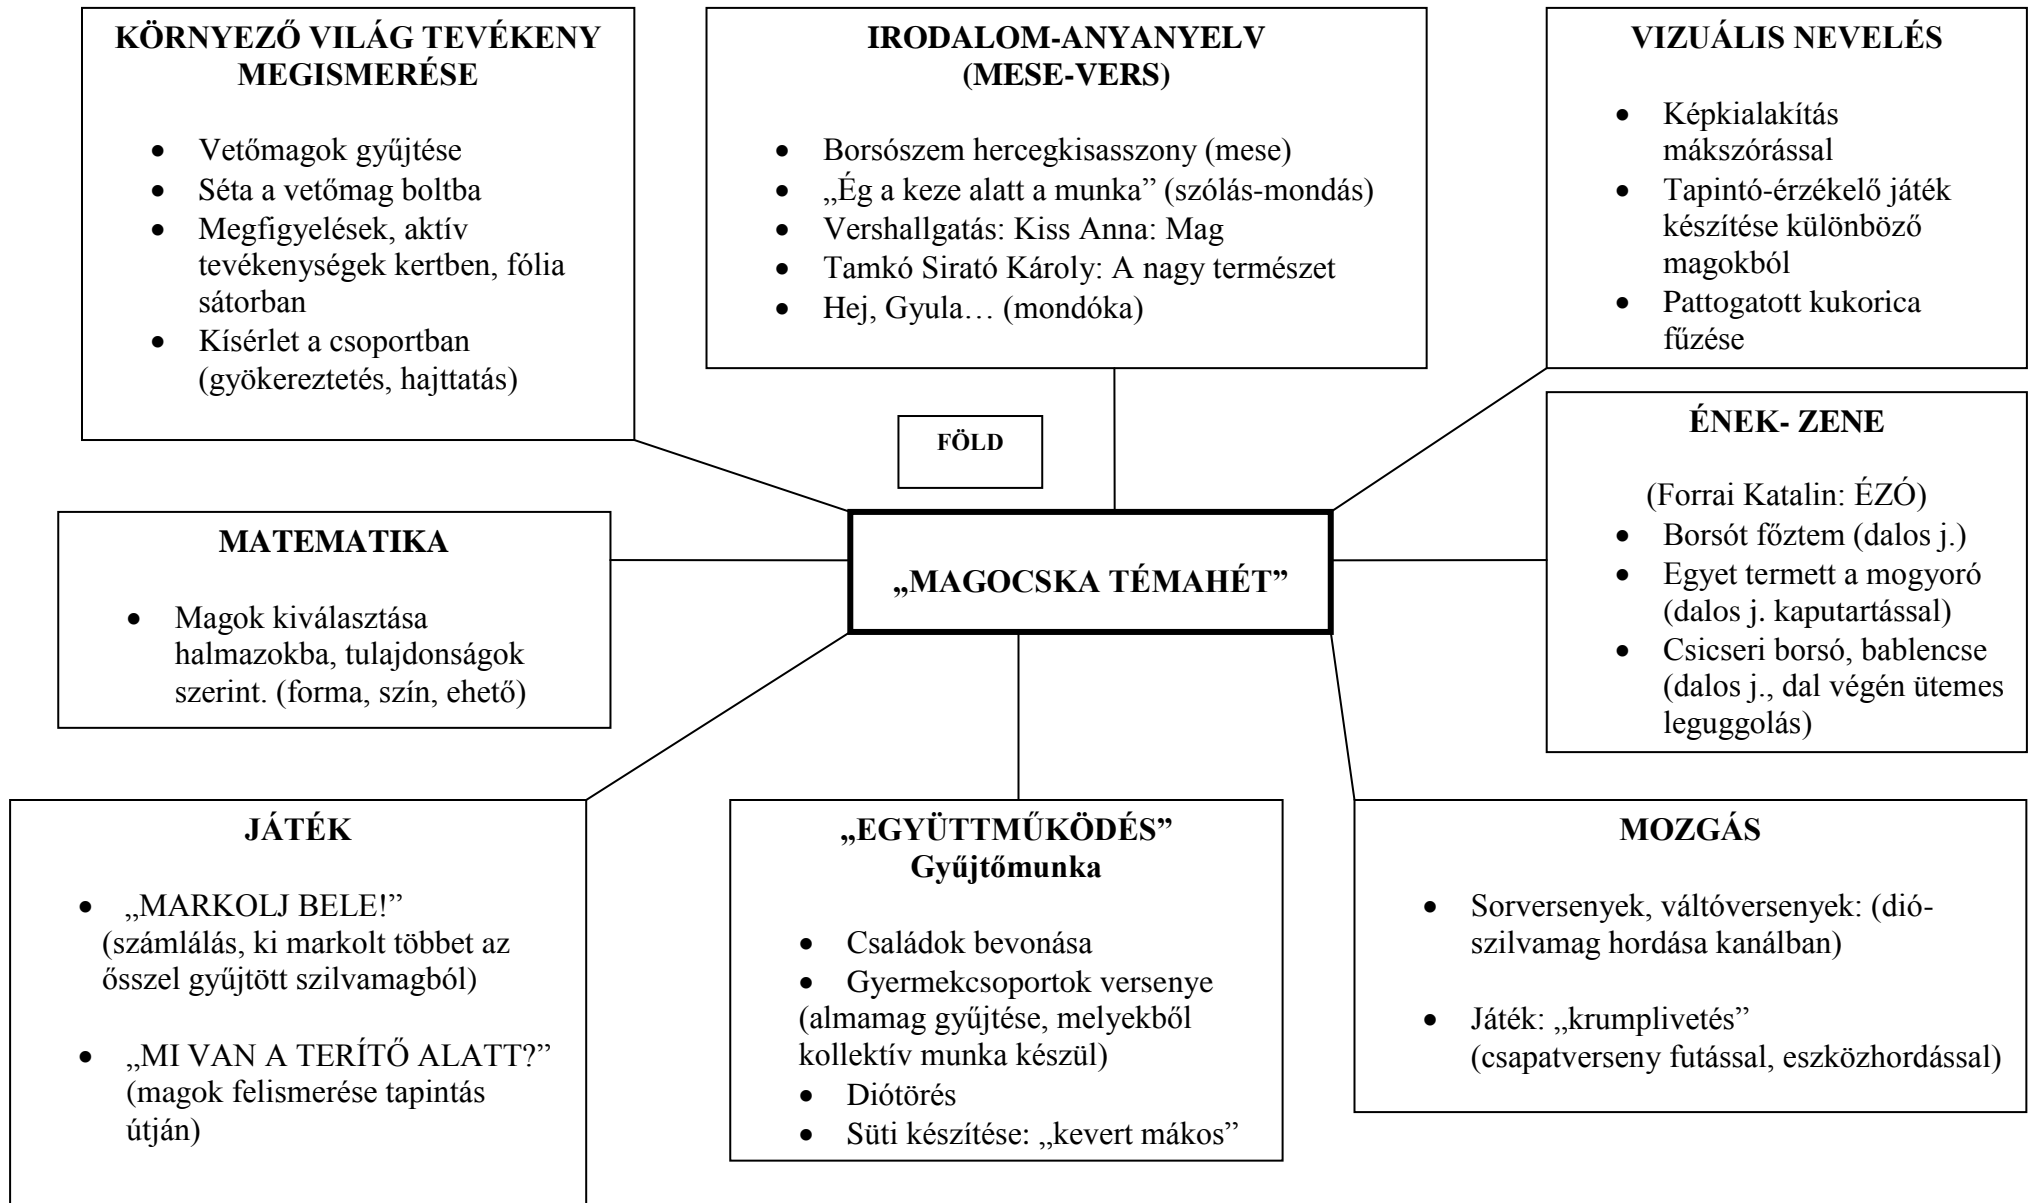 KÖRNYEZŐ VILÁG TEVÉKENY
MEGISMERÉSE
• Vetőmagok gyűjtése
• Séta a vetőmag boltba
• Megfigyelések, aktív
tevékenységek kertben, fólia
sátorban
• Kísérlet a csoportban
(gyökereztetés, hajttatás)
IRODALOM-ANYANYELV
(MESE-VERS)
• Borsószem hercegkisasszony (mese)
• „Ég a keze alatt a munka” (szólás-mondás)
• Vershallgatás: Kiss Anna: Mag
• Tamkó Sirató Károly: A nagy természet
• Hej, Gyula… (mondóka)
VIZUÁLIS NEVELÉS
• Képkialakítás
mákszórással
• Tapintó-érzékelő játék
készítése különböző
magokból
• Pattogatott kukorica
fűzése
FÖLD
ÉNEK- ZENE
(Forrai Katalin: ÉZÓ)
• Borsót főztem (dalos j.)
• Egyet termett a mogyoró
(dalos j. kaputartással)
• Csicseri borsó, bablencse
(dalos j., dal végén ütemes
leguggolás)
MATEMATIKA
• Magok kiválasztása
halmazokba, tulajdonságok
szerint. (forma, szín, ehető)
„MAGOCSKA TÉMAHÉT”
JÁTÉK
• „MARKOLJ BELE!”
(számlálás, ki markolt többet az
ősszel gyűjtött szilvamagból)
• „MI VAN A TERÍTŐ ALATT?”
(magok felismerése tapintás
útján)
„EGYÜTTMŰKÖDÉS”
Gyűjtőmunka
• Családok bevonása
• Gyermekcsoportok versenye
(almamag gyűjtése, melyekből
kollektív munka készül)
• Diótörés
• Süti készítése: „kevert mákos”
MOZGÁS
• Sorversenyek, váltóversenyek: (dió-
szilvamag hordása kanálban)
• Játék: „krumplivetés”
(csapatverseny futással, eszközhordással)